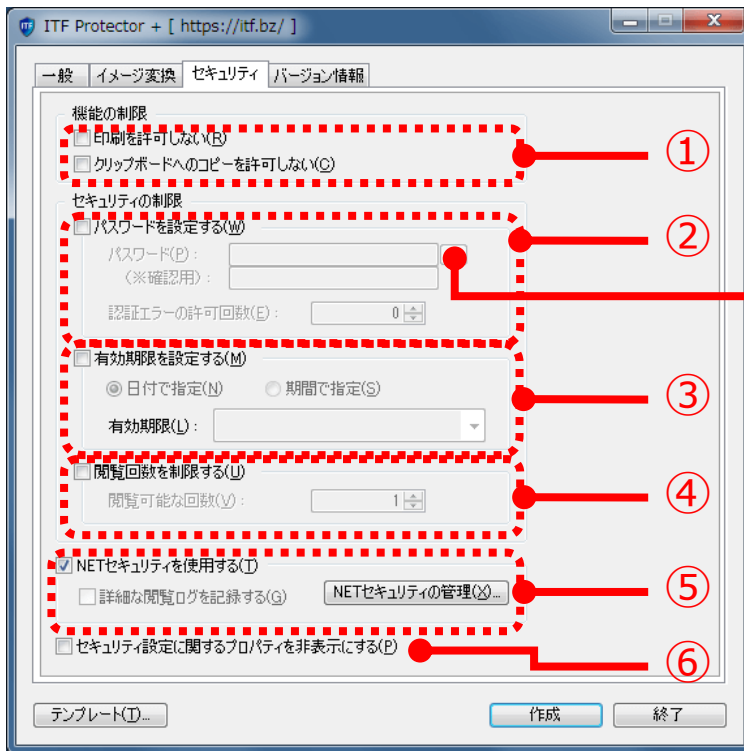 ITF Protector + [ https://itf.bz/ ]
一般 イメージ変換 セキュリティ バージョン情報
機能の制限
印刷を許可しない(R)
①
クリップボードへのコピーを許可しない(C)
セキュリティの制限
パスワードを設定する(W)
②
パスワード(P):
(※確認用):
認証エラーの許可回数(E): 0
有効期限を設定する(M)
日付で指定(N) 期間で指定(S)
③
有効期限(L):
閲覧回数を制限する(U)
④
閲覧可能な回数(V): 1
NETセキュリティを使用する(T)
⑤
詳細な閲覧ログを記録する(G) NETセキュリティの管理(X)...
セキュリティ設定に関するプロパティを非表示にする(P)
⑥
テンプレート(T)... 作成 終了